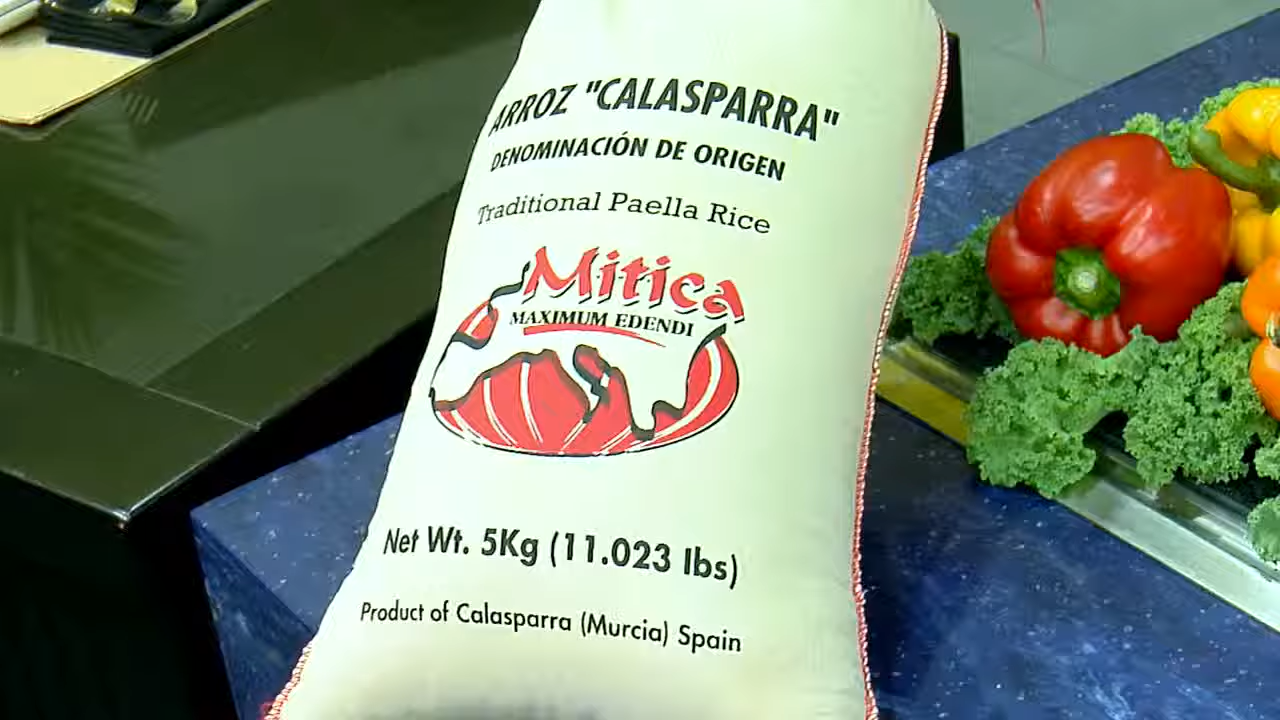 ARROZ "CALASPARRA"
DENOMINACIÓN DE ORIGEN
Traditional Paella Rice
Mitica
MAXIMUM EDENDI
Net Wt. 5Kg (11.023 lbs)
Product of Calasparra (Murcia) Spain